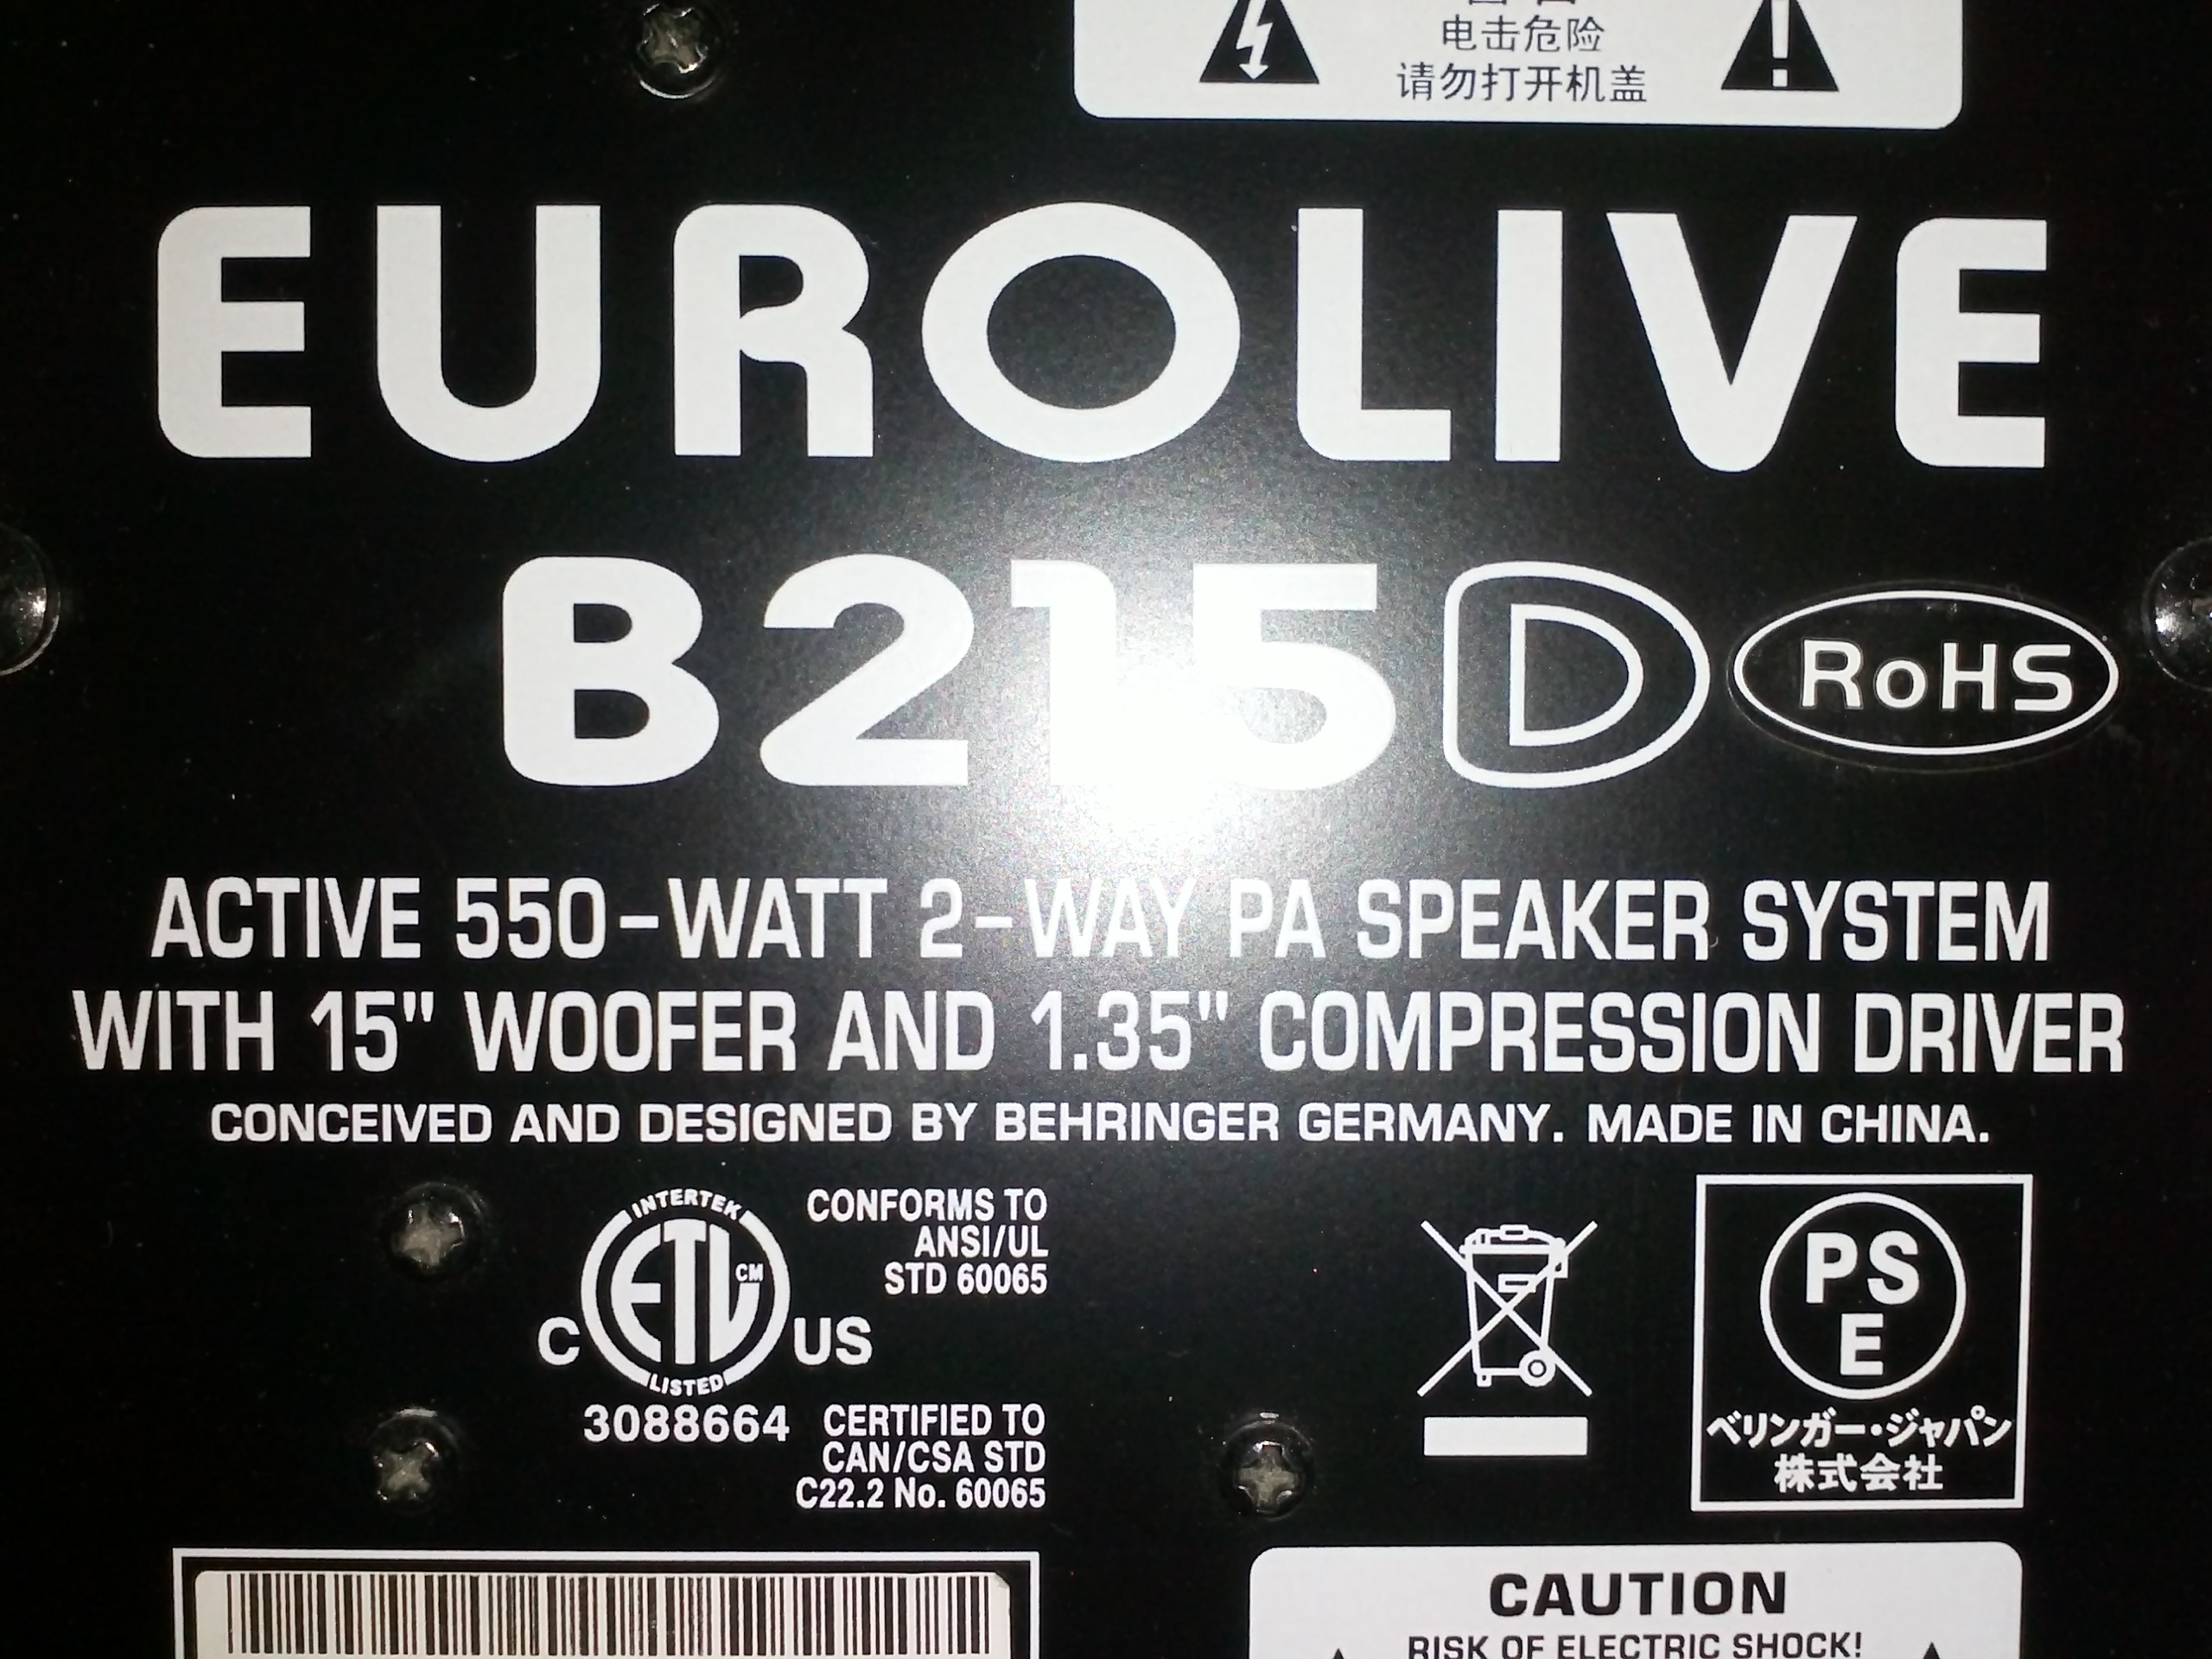 电击危险
请勿打开机盖
EUROLIVE
B215D RoHS
ACTIVE 550-WATT 2-WAY PA SPEAKER SYSTEM
WITH 15" WOOFER AND 1.35" COMPRESSION DRIVER
CONCEIVED AND DESIGNED BY BEHRINGER GERMANY. MADE IN CHINA.
INTERTEK
ETL CM
C US
LISTED
3088664
CONFORMS TO
ANSI/UL
STD 60065
CERTIFIED TO
CAN/CSA STD
C22.2 No. 60065
PS
E
ベリンガー・ジャパン
株式会社
CAUTION
RISK OF ELECTRIC SHOCK!